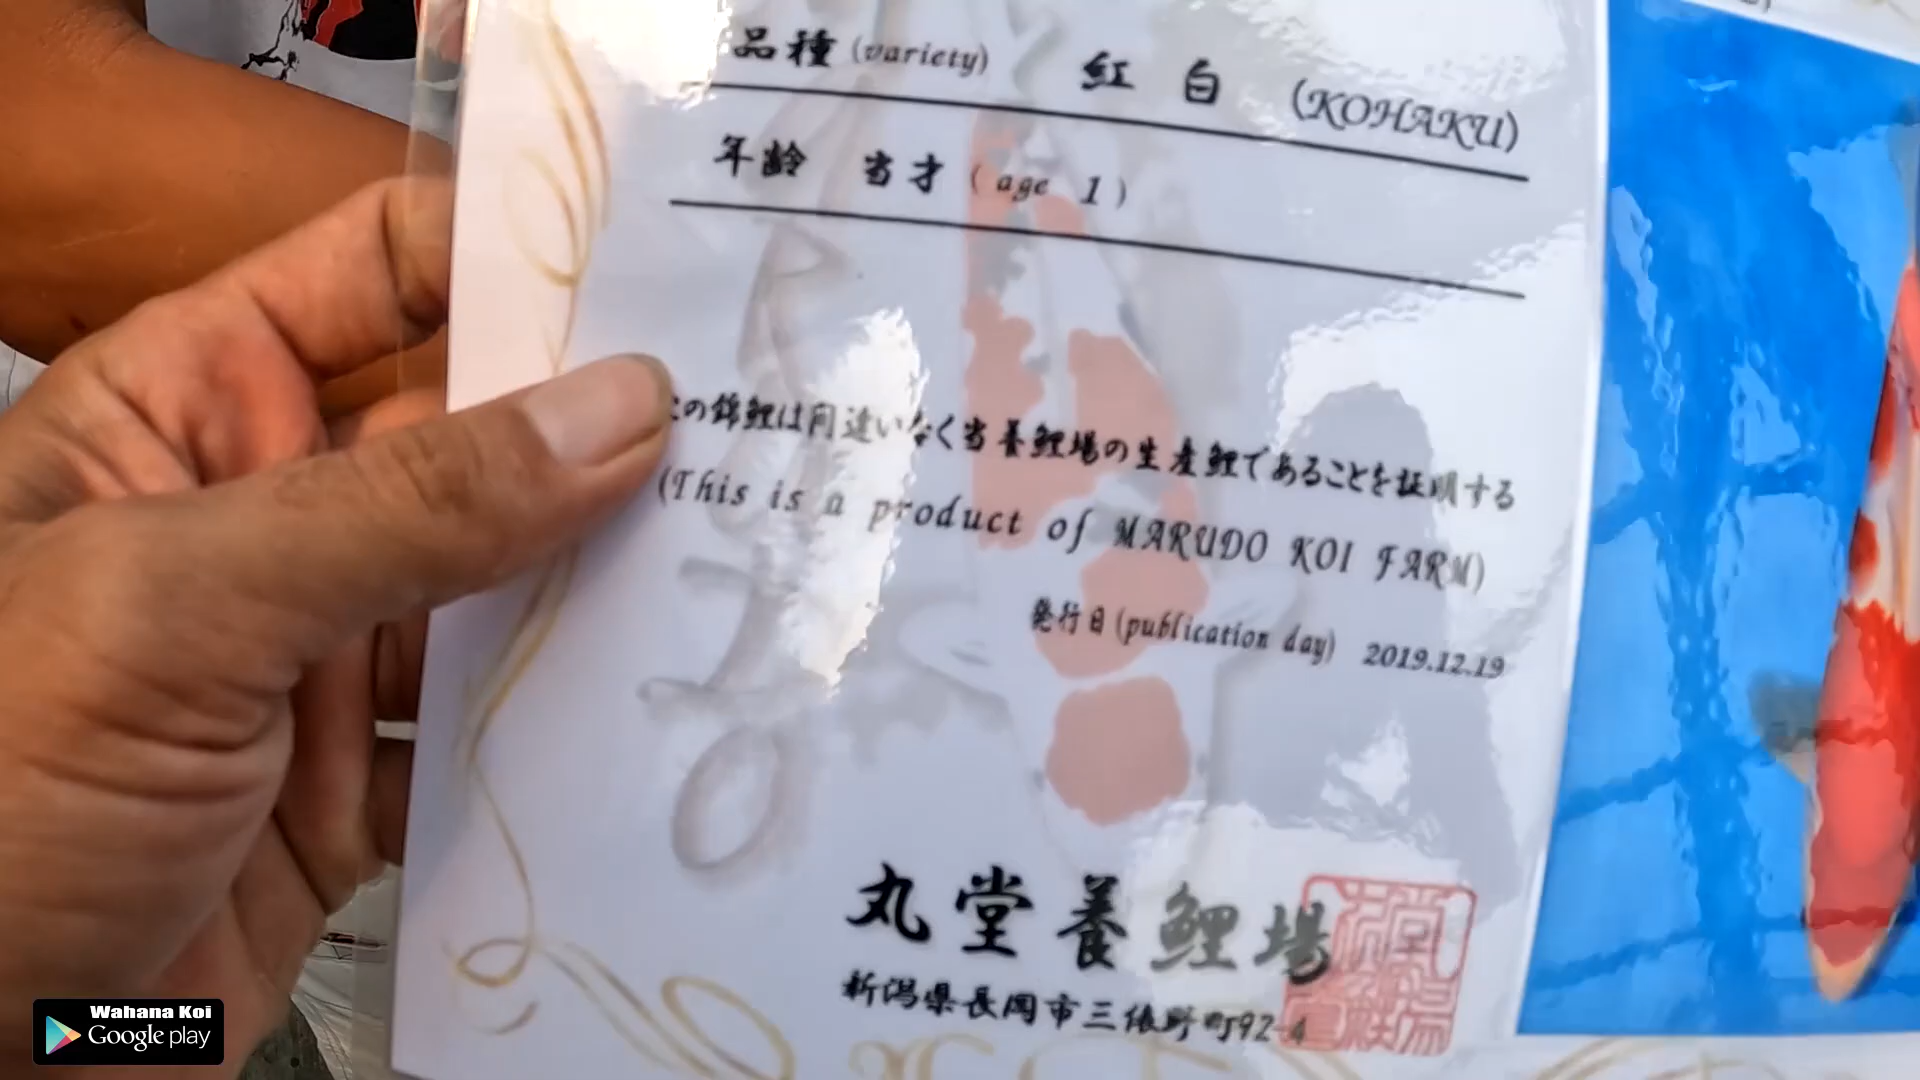 品種 (variety) 紅 白 (KOHAKU)
年齢 当才 ( age 1 )
の錦鯉は間違いなく当養鯉場の生産鯉であることを証明する
(This is a product of MARUDO KOI FARM)
発行日 (publication day) 2019.12.19
丸堂養鯉場
新潟県長岡市三俵野町92-4
Wahana Koi
Google play